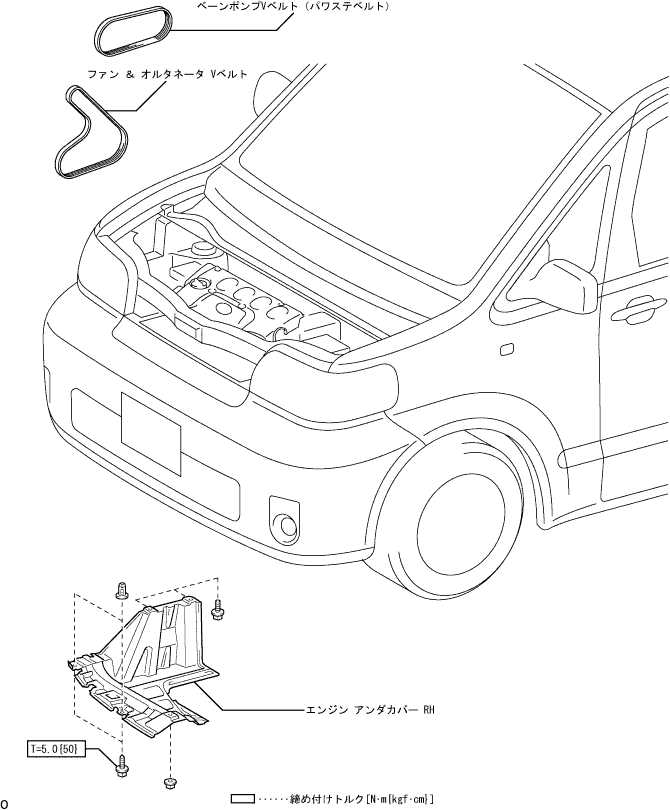 ベーンポンプVベルト (パワステベルト)
ファン & オルタネータ Vベルト
エンジン アンダカバー RH
T=5.0{50}
o ‥‥‥締め付けトルク[N・m{kgf・cm}]